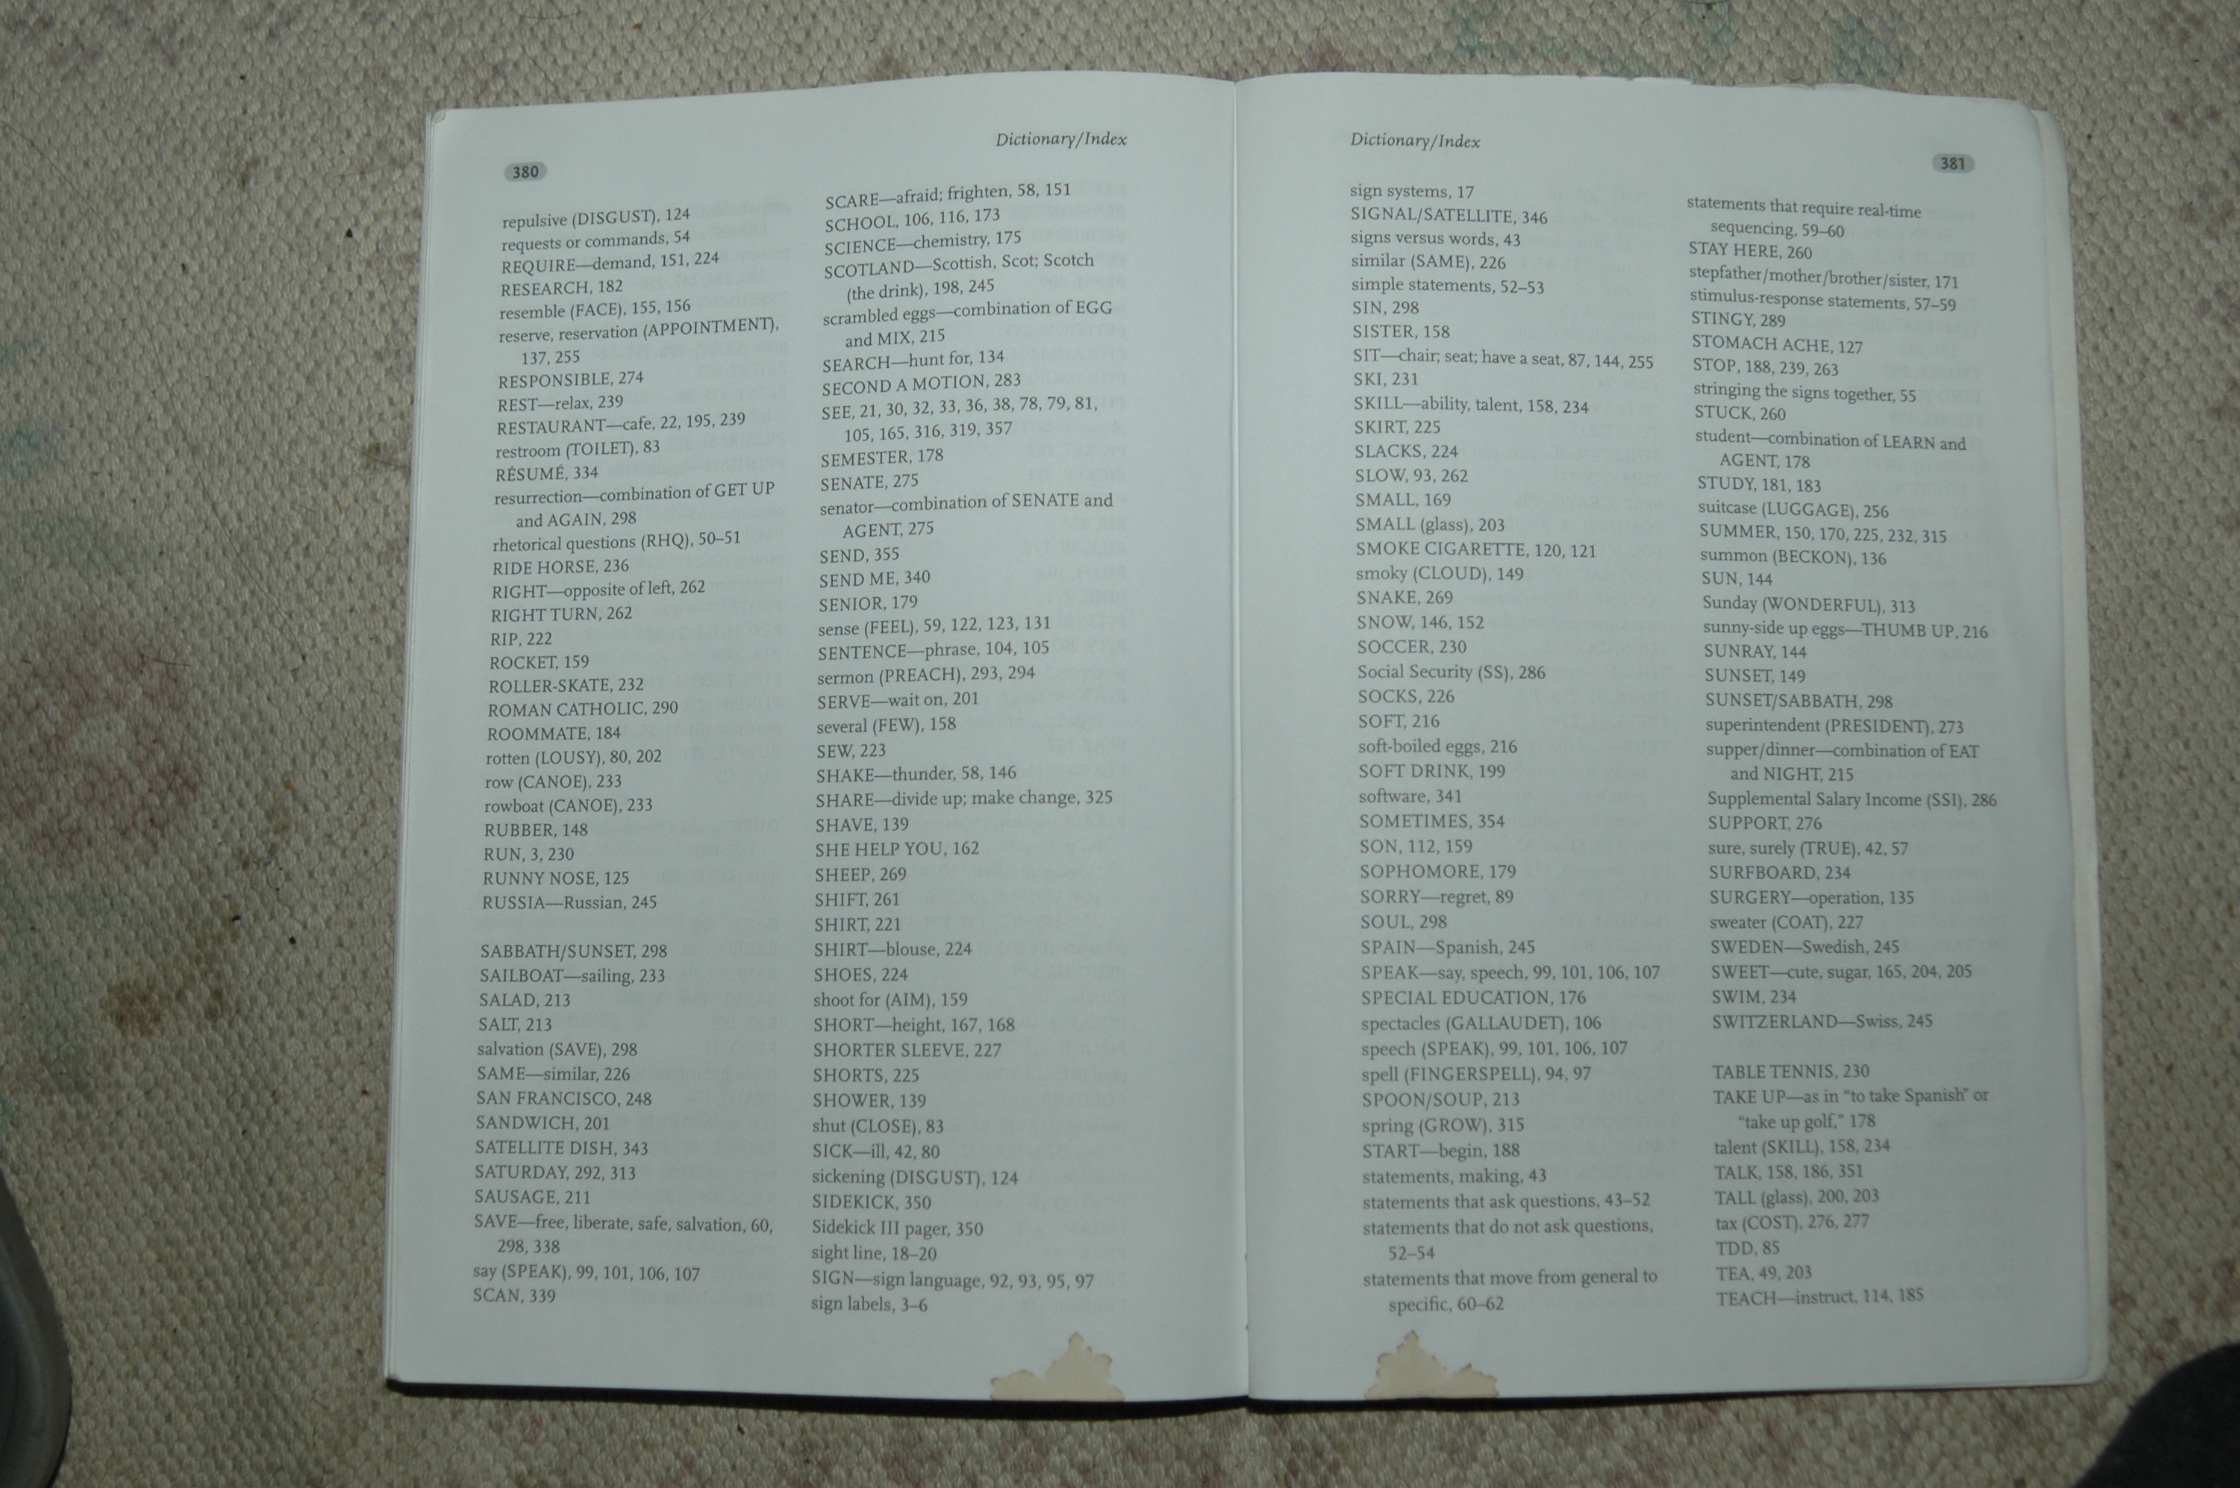 Dictionary/Index
380
repulsive (DISGUST), 124
requests or commands, 54
REQUIRE—demand, 151, 224
RESEARCH, 182
resemble (FACE), 155, 156
reserve, reservation (APPOINTMENT),
137, 255
RESPONSIBLE, 274
REST—relax, 239
RESTAURANT—cafe, 22, 195, 239
restroom (TOILET), 83
RÉSUMÉ, 334
resurrection—combination of GET UP
and AGAIN, 298
rhetorical questions (RHQ), 50–51
RIDE HORSE, 236
RIGHT—opposite of left, 262
RIGHT TURN, 262
RIP, 222
ROCKET, 159
ROLLER-SKATE, 232
ROMAN CATHOLIC, 290
ROOMMATE, 184
rotten (LOUSY), 80, 202
row (CANOE), 233
rowboat (CANOE), 233
RUBBER, 148
RUN, 3, 230
RUNNY NOSE, 125
RUSSIA—Russian, 245
SABBATH/SUNSET, 298
SAILBOAT—sailing, 233
SALAD, 213
SALT, 213
salvation (SAVE), 298
SAME—similar, 226
SAN FRANCISCO, 248
SANDWICH, 201
SATELLITE DISH, 343
SATURDAY, 292, 313
SAUSAGE, 211
SAVE—free, liberate, safe, salvation, 60,
298, 338
say (SPEAK), 99, 101, 106, 107
SCAN, 339
SCARE—afraid; frighten, 58, 151
SCHOOL, 106, 116, 173
SCIENCE—chemistry, 175
SCOTLAND—Scottish, Scot; Scotch
(the drink), 198, 245
scrambled eggs—combination of EGG
and MIX, 215
SEARCH—hunt for, 134
SECOND A MOTION, 283
SEE, 21, 30, 32, 33, 36, 38, 78, 79, 81,
105, 165, 316, 319, 357
SEMESTER, 178
SENATE, 275
senator—combination of SENATE and
AGENT, 275
SEND, 355
SEND ME, 340
SENIOR, 179
sense (FEEL), 59, 122, 123, 131
SENTENCE—phrase, 104, 105
sermon (PREACH), 293, 294
SERVE—wait on, 201
several (FEW), 158
SEW, 223
SHAKE—thunder, 58, 146
SHARE—divide up; make change, 325
SHAVE, 139
SHE HELP YOU, 162
SHEEP, 269
SHIFT, 261
SHIRT, 221
SHIRT—blouse, 224
SHOES, 224
shoot for (AIM), 159
SHORT—height, 167, 168
SHORTER SLEEVE, 227
SHORTS, 225
SHOWER, 139
shut (CLOSE), 83
SICK—ill, 42, 80
sickening (DISGUST), 124
SIDEKICK, 350
Sidekick III pager, 350
sight line, 18–20
SIGN—sign language, 92, 93, 95, 97
sign labels, 3–6
Dictionary/Index
381
sign systems, 17
SIGNAL/SATELLITE, 346
signs versus words, 43
similar (SAME), 226
simple statements, 52–53
SIN, 298
SISTER, 158
SIT—chair; seat; have a seat, 87, 144, 255
SKI, 231
SKILL—ability, talent, 158, 234
SKIRT, 225
SLACKS, 224
SLOW, 93, 262
SMALL, 169
SMALL (glass), 203
SMOKE CIGARETTE, 120, 121
smoky (CLOUD), 149
SNAKE, 269
SNOW, 146, 152
SOCCER, 230
Social Security (SS), 286
SOCKS, 226
SOFT, 216
soft-boiled eggs, 216
SOFT DRINK, 199
software, 341
SOMETIMES, 354
SON, 112, 159
SOPHOMORE, 179
SORRY—regret, 89
SOUL, 298
SPAIN—Spanish, 245
SPEAK—say, speech, 99, 101, 106, 107
SPECIAL EDUCATION, 176
spectacles (GALLAUDET), 106
speech (SPEAK), 99, 101, 106, 107
spell (FINGERSPELL), 94, 97
SPOON/SOUP, 213
spring (GROW), 315
START—begin, 188
statements, making, 43
statements that ask questions, 43–52
statements that do not ask questions,
52–54
statements that move from general to
specific, 60–62
statements that require real-time
sequencing, 59–60
STAY HERE, 260
stepfather/mother/brother/sister, 171
stimulus-response statements, 57–59
STINGY, 289
STOMACH ACHE, 127
STOP, 188, 239, 263
stringing the signs together, 55
STUCK, 260
student—combination of LEARN and
AGENT, 178
STUDY, 181, 183
suitcase (LUGGAGE), 256
SUMMER, 150, 170, 225, 232, 315
summon (BECKON), 136
SUN, 144
Sunday (WONDERFUL), 313
sunny-side up eggs—THUMB UP, 216
SUNRAY, 144
SUNSET, 149
SUNSET/SABBATH, 298
superintendent (PRESIDENT), 273
supper/dinner—combination of EAT
and NIGHT, 215
Supplemental Salary Income (SSI), 286
SUPPORT, 276
sure, surely (TRUE), 42, 57
SURFBOARD, 234
SURGERY—operation, 135
sweater (COAT), 227
SWEDEN—Swedish, 245
SWEET—cute, sugar, 165, 204, 205
SWIM, 234
SWITZERLAND—Swiss, 245
TABLE TENNIS, 230
TAKE UP—as in “to take Spanish” or
“take up golf,” 178
talent (SKILL), 158, 234
TALK, 158, 186, 351
TALL (glass), 200, 203
tax (COST), 276, 277
TDD, 85
TEA, 49, 203
TEACH—instruct, 114, 185